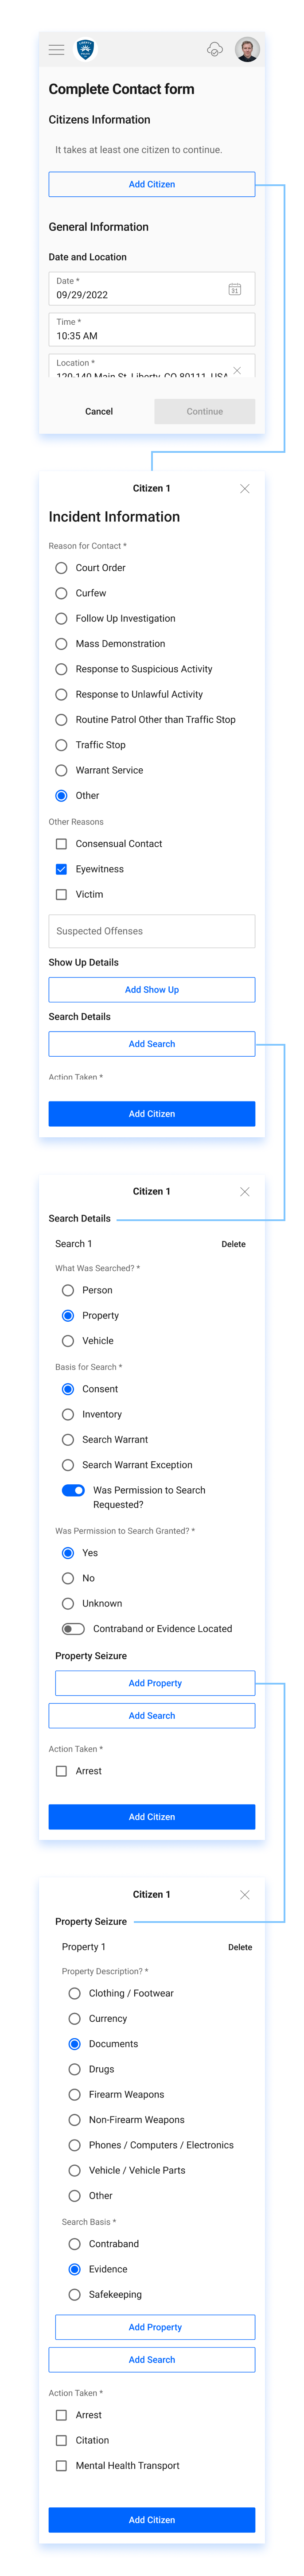 Complete Contact form
Citizens Information
It takes at least one citizen to continue.
Add Citizen
General Information
Date and Location
Date *
09/29/2022
31
Time *
10:35 AM
Location *
120-140 Main St, Liberty, CO 80111, USA
Cancel
Continue
Citizen 1
Incident Information
Reason for Contact *
Court Order
Curfew
Follow Up Investigation
Mass Demonstration
Response to Suspicious Activity
Response to Unlawful Activity
Routine Patrol Other than Traffic Stop
Traffic Stop
Warrant Service
Other
Other Reasons
Consensual Contact
Eyewitness
Victim
Suspected Offenses
Show Up Details
Add Show Up
Search Details
Add Search
Action Taken *
Add Citizen
Citizen 1
Search Details
Search 1
Delete
What Was Searched? *
Person
Property
Vehicle
Basis for Search *
Consent
Inventory
Search Warrant
Search Warrant Exception
Was Permission to Search
Requested?
Was Permission to Search Granted? *
Yes
No
Unknown
Contraband or Evidence Located
Property Seizure
Add Property
Add Search
Action Taken *
Arrest
Add Citizen
Citizen 1
Property Seizure
Property 1
Delete
Property Description? *
Clothing / Footwear
Currency
Documents
Drugs
Firearm Weapons
Non-Firearm Weapons
Phones / Computers / Electronics
Vehicle / Vehicle Parts
Other
Search Basis *
Contraband
Evidence
Safekeeping
Add Property
Add Search
Action Taken *
Arrest
Citation
Mental Health Transport
Add Citizen